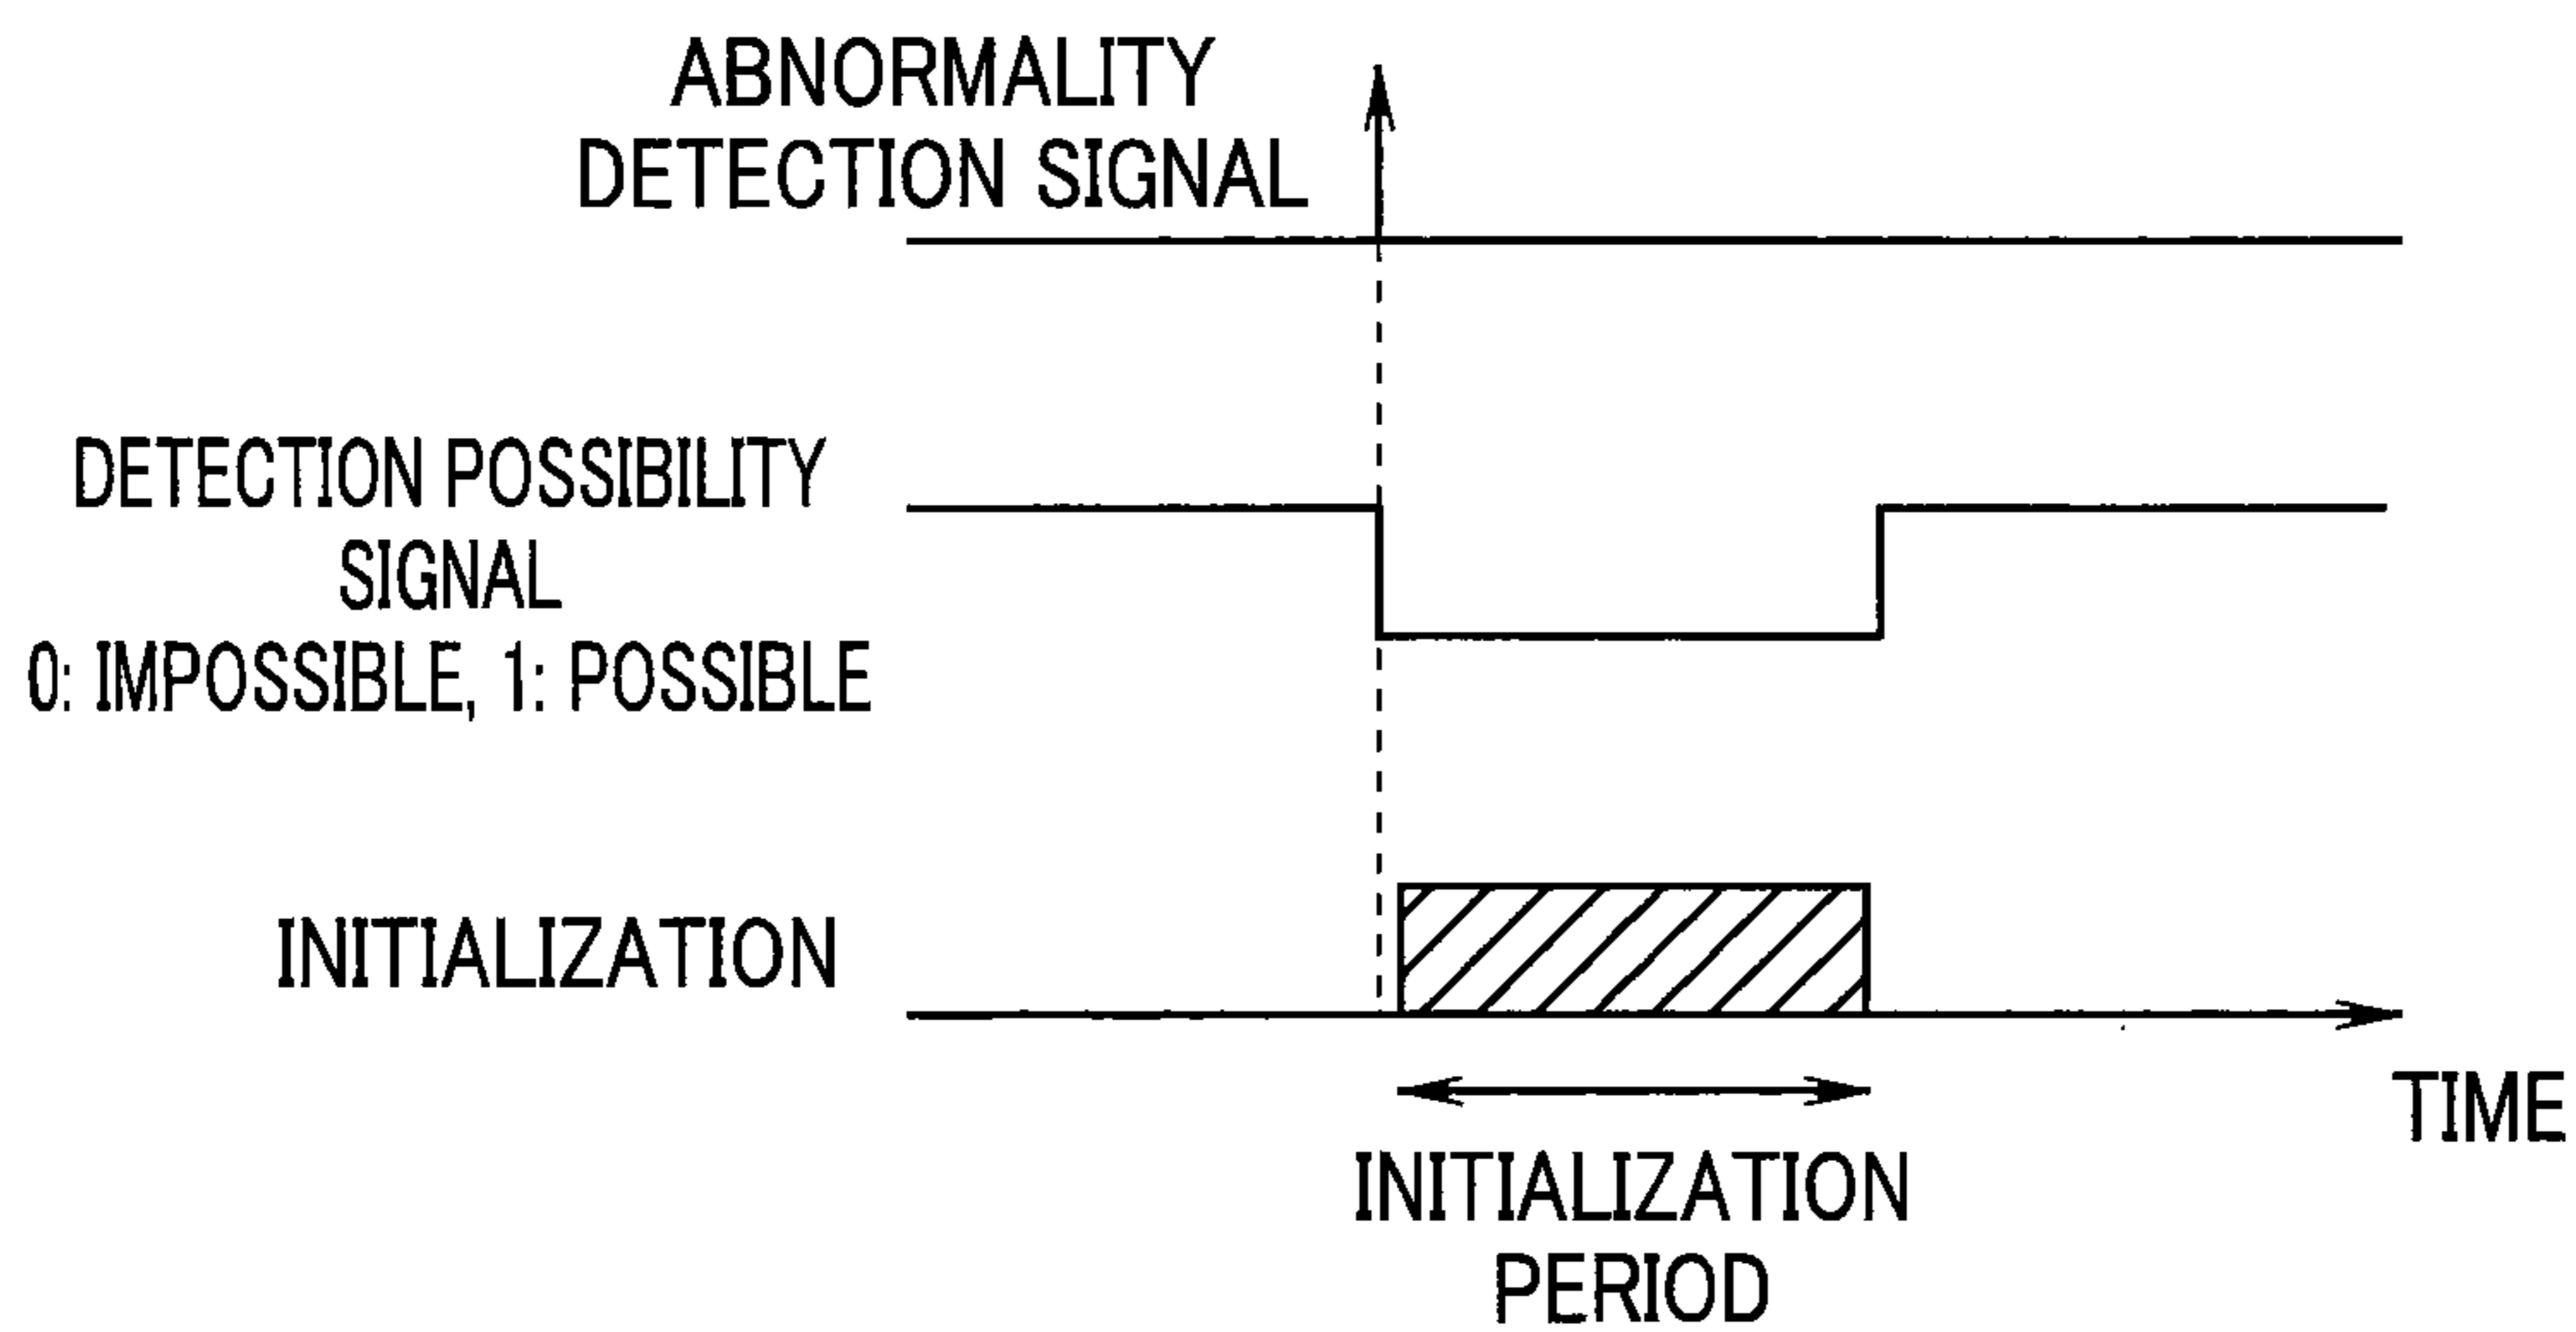 ABNORMALITY
DETECTION SIGNAL
DETECTION POSSIBILITY
SIGNAL
0: IMPOSSIBLE, 1: POSSIBLE
INITIALIZATION
TIME
INITIALIZATION
PERIOD